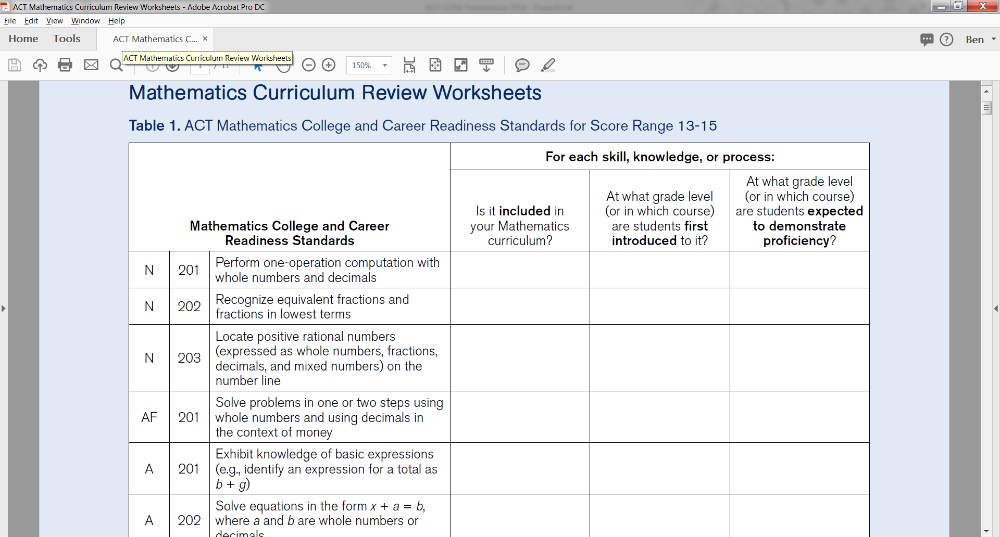 ACT Mathematics Curriculum Review Worksheets - Adobe Acrobat Pro DC
File Edit View Window Help
Home Tools ACT Mathematics C... × Ben
ACT Mathematics Curriculum Review Worksheets
1 / 11 150%
Mathematics Curriculum Review Worksheets
Table 1. ACT Mathematics College and Career Readiness Standards for Score Range 13-15
For each skill, knowledge, or process:
Mathematics College and Career
Readiness Standards
Is it included in
your Mathematics
curriculum?
At what grade level
(or in which course)
are students first
introduced to it?
At what grade level
(or in which course)
are students expected
to demonstrate
proficiency?
N 201 Perform one-operation computation with
whole numbers and decimals
N 202 Recognize equivalent fractions and
fractions in lowest terms
N 203 Locate positive rational numbers
(expressed as whole numbers, fractions,
decimals, and mixed numbers) on the
number line
AF 201 Solve problems in one or two steps using
whole numbers and using decimals in
the context of money
A 201 Exhibit knowledge of basic expressions
(e.g., identify an expression for a total as
b + g)
A 202 Solve equations in the form x + a = b,
where a and b are whole numbers or
decimals